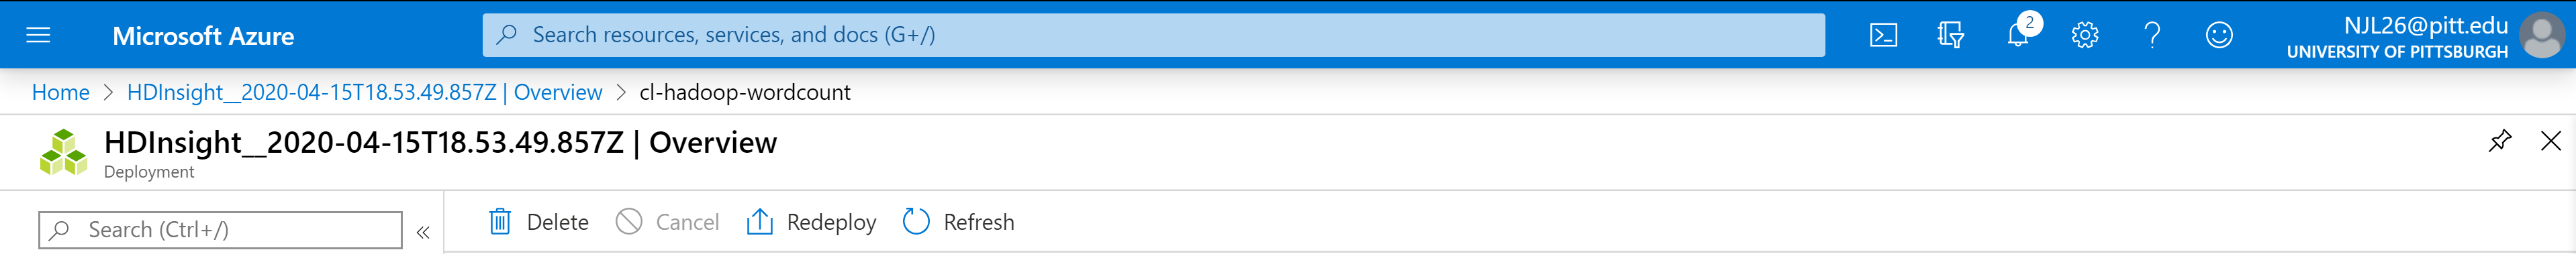 Microsoft Azure
Search resources, services, and docs (G+/)
2
NJL26@pitt.edu
UNIVERSITY OF PITTSBURGH
Home > HDInsight__2020-04-15T18.53.49.857Z | Overview > cl-hadoop-wordcount
HDInsight__2020-04-15T18.53.49.857Z | Overview
Deployment
Search (Ctrl+/)
«
Delete Cancel Redeploy Refresh